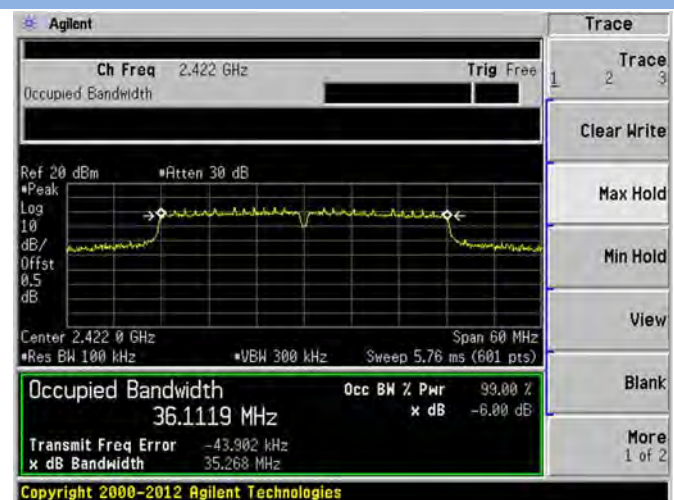 Agilent
Trace
Ch Freq 2.422 GHz Trig Free
Occupied Bandwidth
Ref 20 dBm *Atten 30 dB
*Peak
Log
10
dB/
Offst
0.5
dB
Center 2.422 0 GHz Span 60 MHz
*Res BW 100 kHz *VBW 300 kHz Sweep 5.76 ms (601 pts)
Occupied Bandwidth Occ BW % Pwr 99.00 %
36.1119 MHz x dB -6.00 dB
Transmit Freq Error -43.902 kHz
x dB Bandwidth 35.268 MHz
Copyright 2000-2012 Agilent Technologies
Trace
1 2 3
Clear Write
Max Hold
Min Hold
View
Blank
More
1 of 2